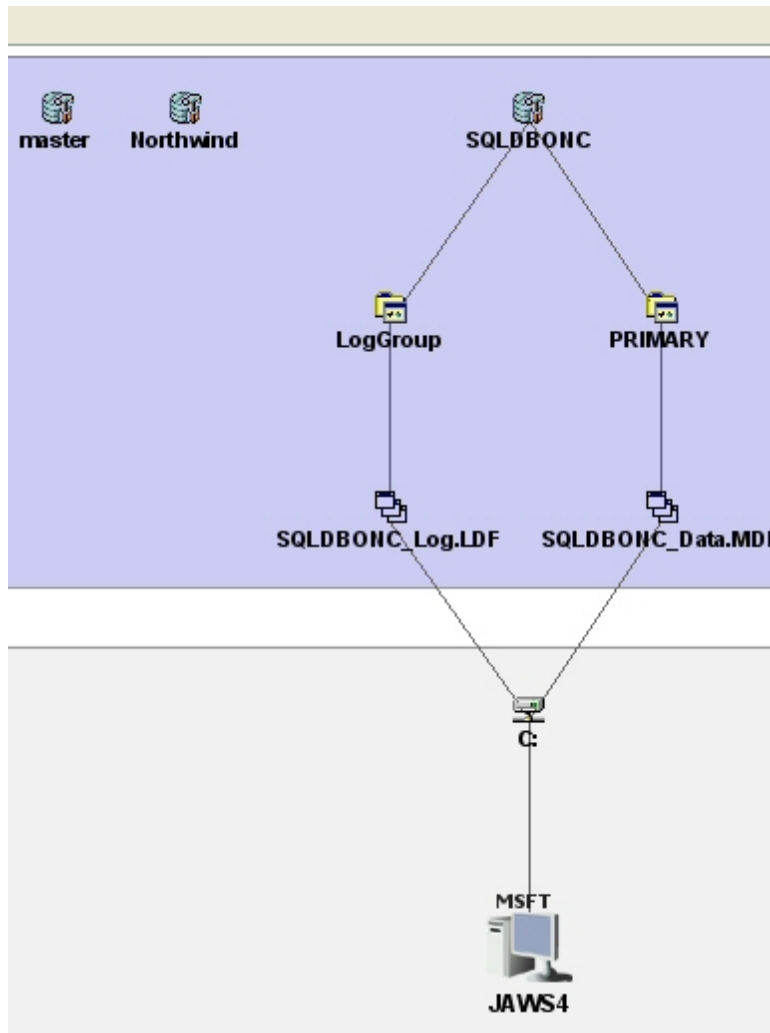 master Northwind SQLDBONC
LogGroup PRIMARY
SQLDBONC_Log.LDF SQLDBONC_Data.MD
C:
MSFT
JAWS4